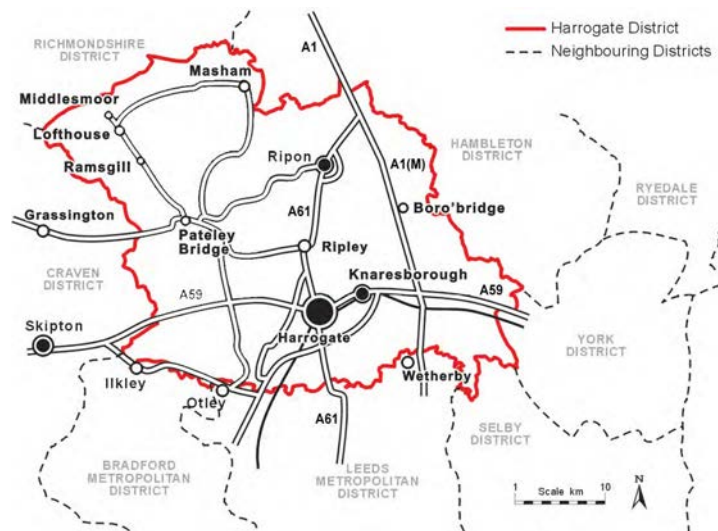 Harrogate District
Neighbouring Districts
A1
RICHMONDSHIRE
DISTRICT
Masham
Middlesmoor
Lofthouse
Ramsgill
Ripon
A1(M)
HAMBLETON
DISTRICT
RYEDALE
DISTRICT
Grassington
A61
Boro'bridge
Pateley
Bridge
Ripley
CRAVEN
DISTRICT
Knaresborough
A59
A59
Skipton
Harrogate
YORK
DISTRICT
Ilkley
Wetherby
Otley
A61
SELBY
DISTRICT
BRADFORD
METROPOLITAN
DISTRICT
LEEDS
METROPOLITAN
DISTRICT
1 Scale km 10
N